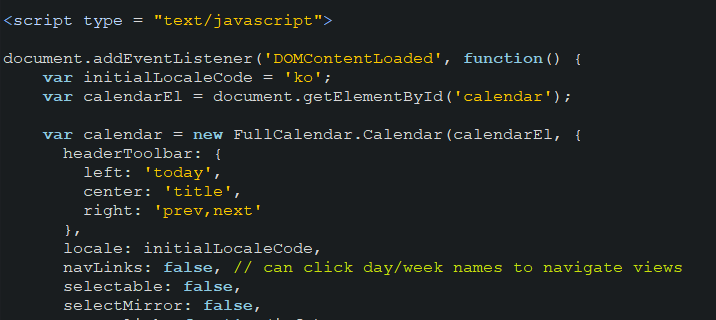 <script type = "text/javascript">
document.addEventListener('DOMContentLoaded', function() {
var initialLocaleCode = 'ko';
var calendarEl = document.getElementById('calendar');
var calendar = new FullCalendar.Calendar(calendarEl, {
headerToolbar: {
left: 'today',
center: 'title',
right: 'prev,next'
},
locale: initialLocaleCode,
navLinks: false, // can click day/week names to navigate views
selectable: false,
selectMirror: false,